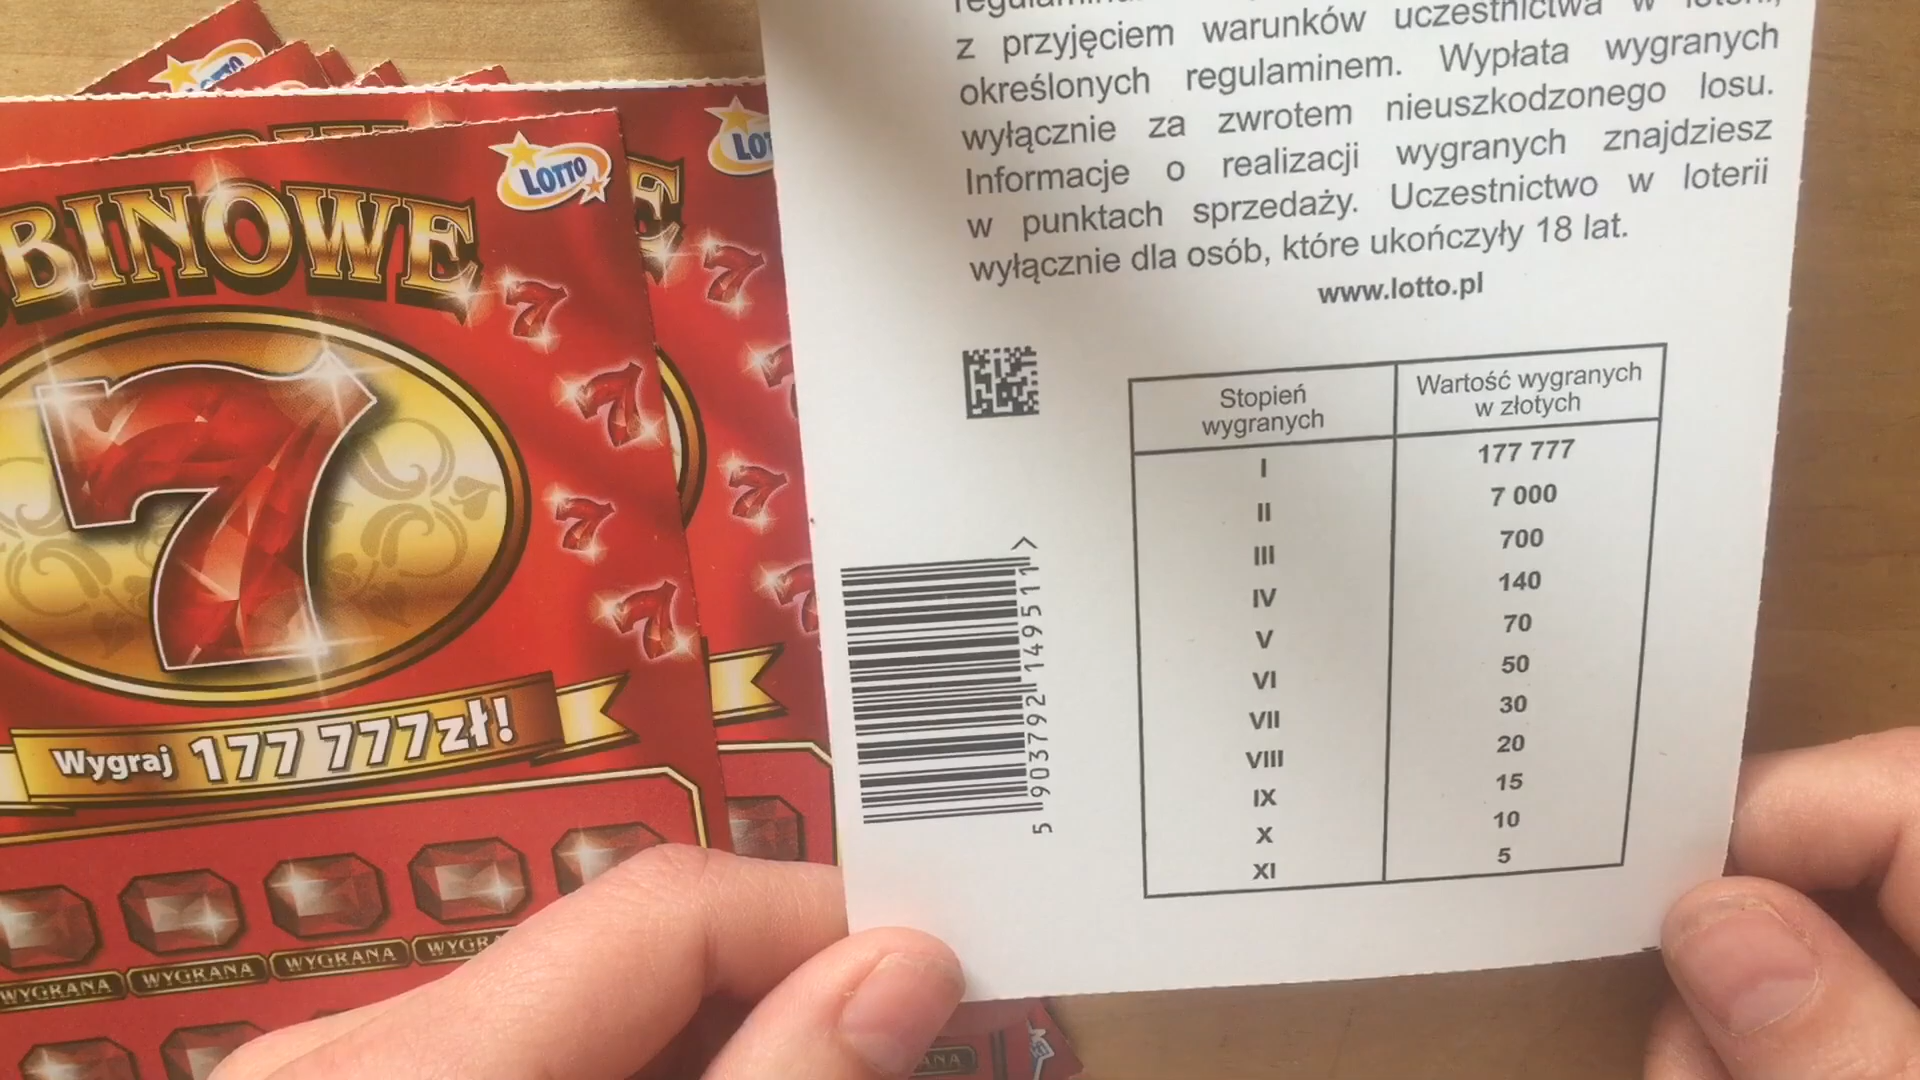 LOTTO
LOTTO
BINOWE
E
Wygraj 177 777zł!
WYGRANA WYGRANA WYGRANA
z przyjęciem warunków uczestnictwa w loterii,
określonych regulaminem. Wypłata wygranych
wyłącznie za zwrotem nieuszkodzonego losu.
Informacje o realizacji wygranych znajdziesz
w punktach sprzedaży. Uczestnictwo w loterii
wyłącznie dla osób, które ukończyły 18 lat.
www.lotto.pl
Stopień wygranych
Wartość wygranych w złotych
I 177 777
II 7 000
III 700
IV 140
V 70
VI 50
VII 30
VIII 20
IX 15
X 10
XI 5
5 903792 149511 >